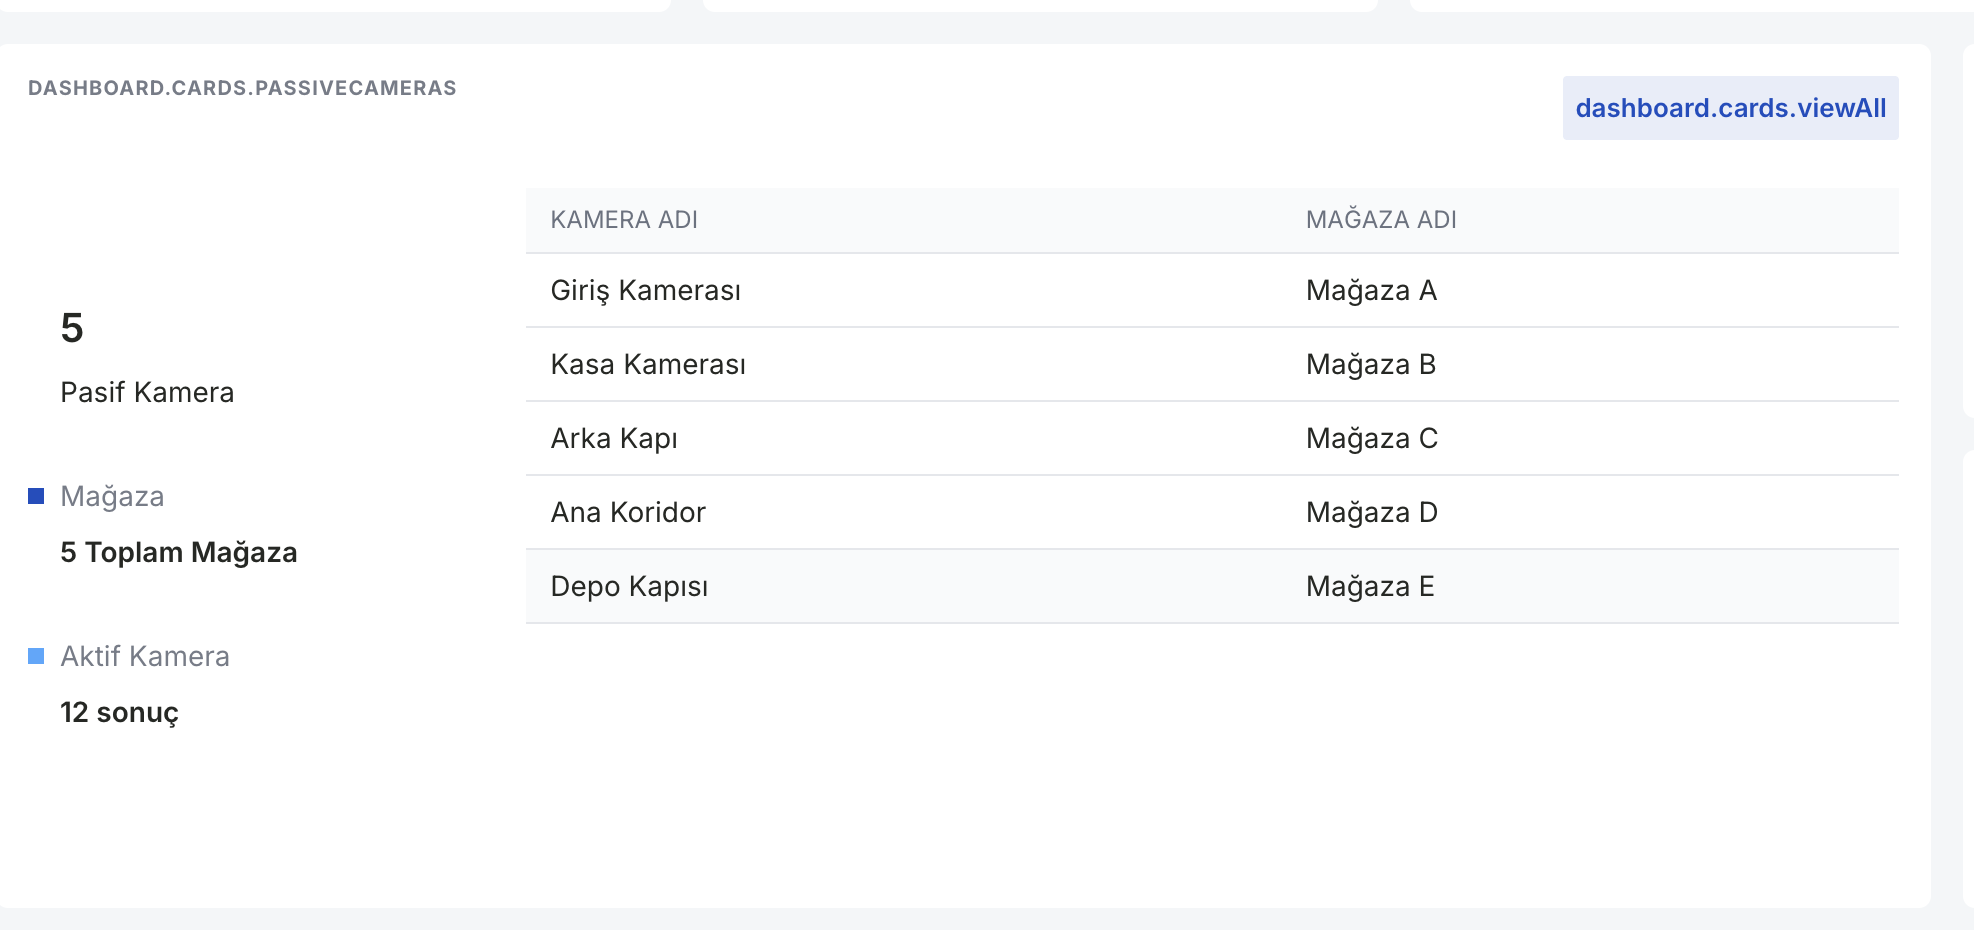 DASHBOARD.CARDS.PASSIVECAMERAS
dashboard.cards.viewAll
5
Pasif Kamera
Mağaza
5 Toplam Mağaza
Aktif Kamera
12 sonuç
KAMERA ADI MAĞAZA ADI
Giriş Kamerası Mağaza A
Kasa Kamerası Mağaza B
Arka Kapı Mağaza C
Ana Koridor Mağaza D
Depo Kapısı Mağaza E